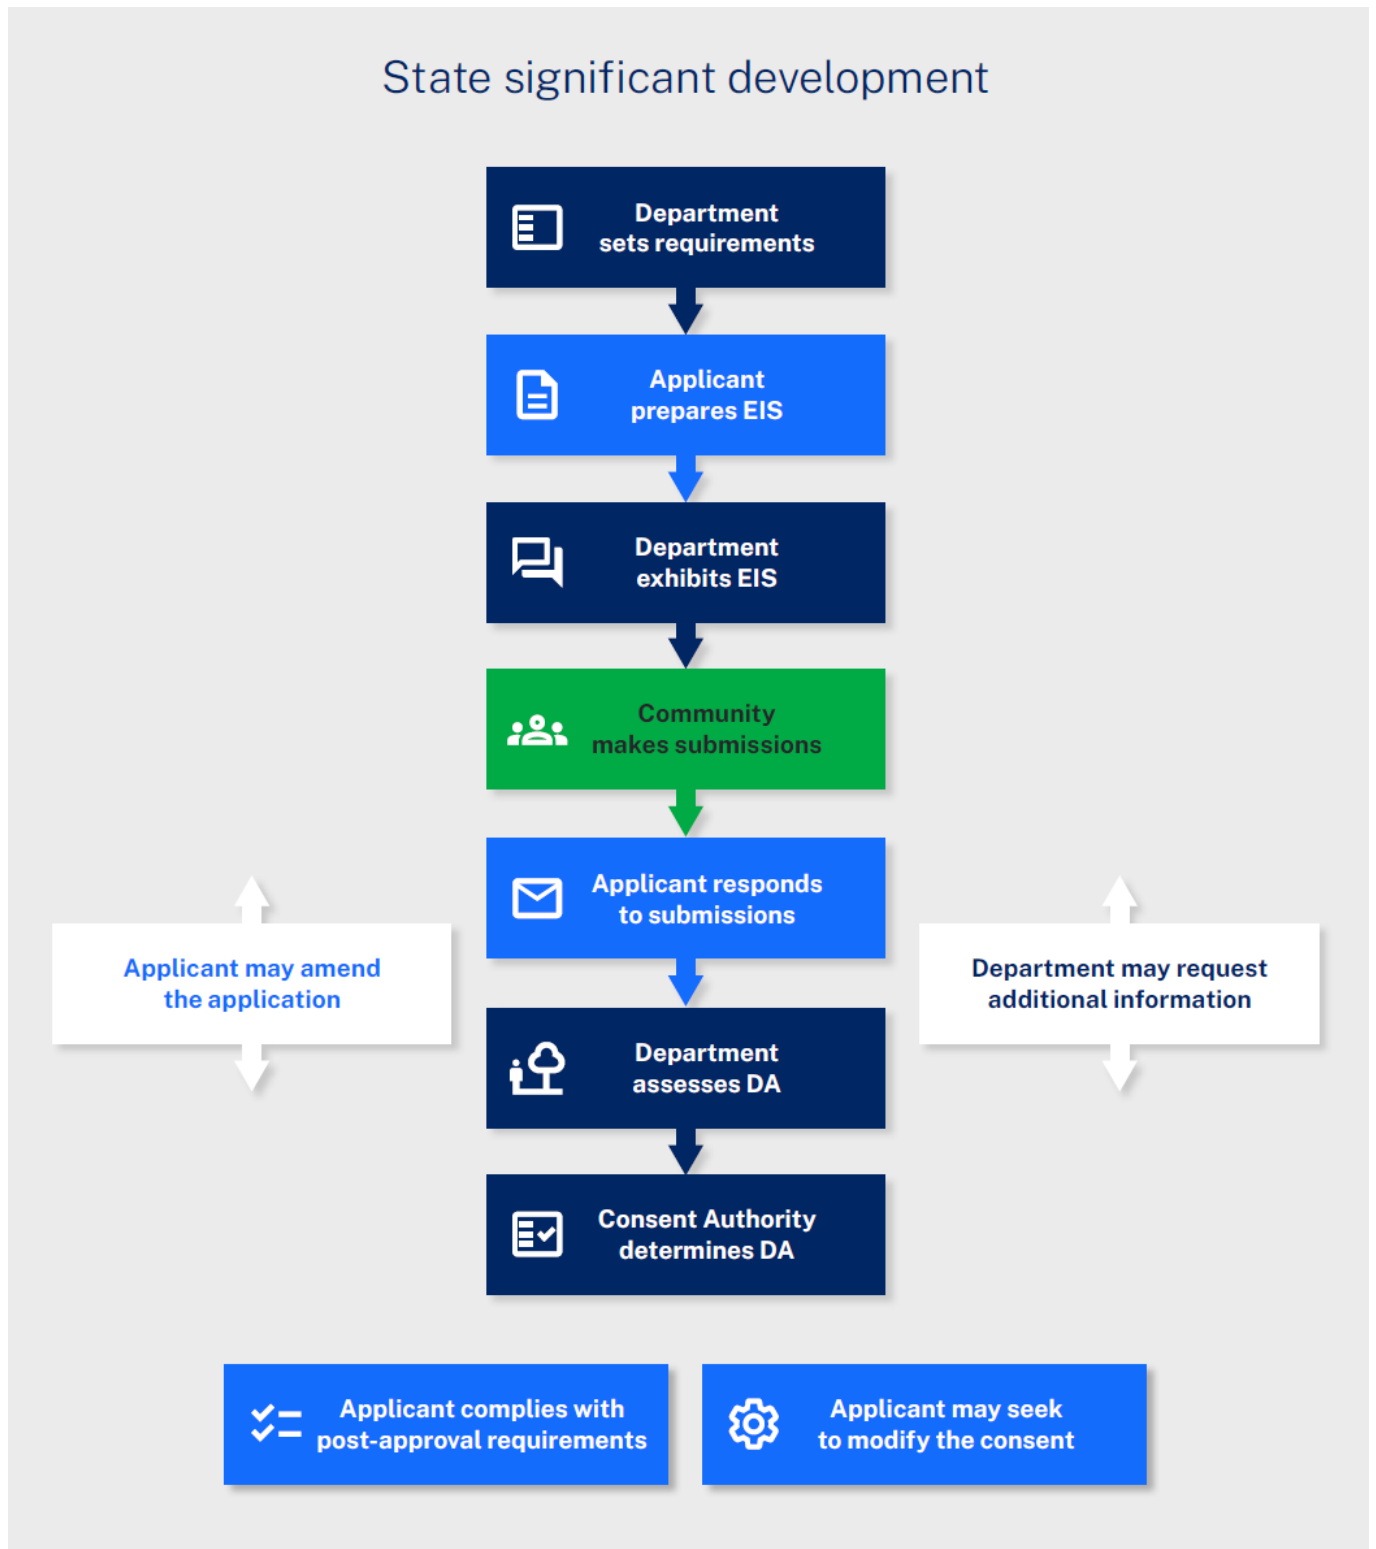 State significant development
Department
sets requirements
Applicant
prepares EIS
Department
exhibits EIS
Community
makes submissions
Applicant responds
to submissions
Applicant may amend
the application
Department may request
additional information
Department
assesses DA
Consent Authority
determines DA
Applicant complies with
post-approval requirements
Applicant may seek
to modify the consent